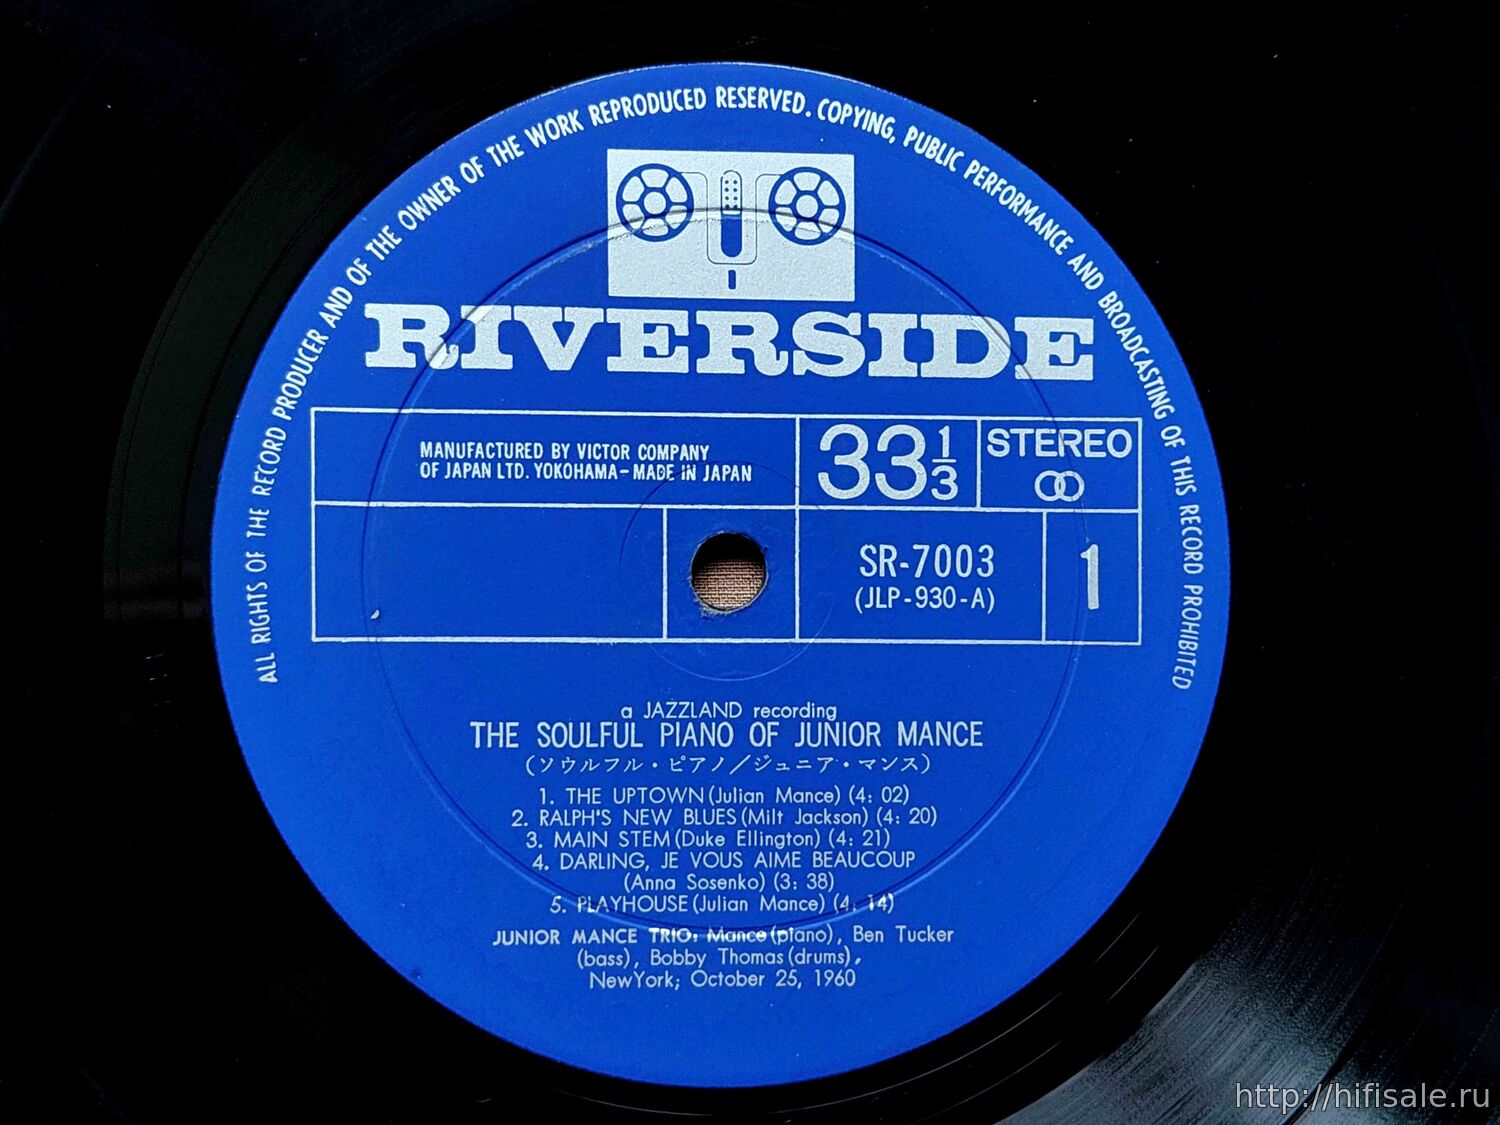 ALL RIGHTS OF THE RECORD PRODUCER AND OF THE OWNER OF THE WORK REPRODUCED RESERVED. COPYING, PUBLIC PERFORMANCE AND BROADCASTING OF THIS RECORD PROHIBITED
RIVERSIDE
MANUFACTURED BY VICTOR COMPANY
OF JAPAN LTD. YOKOHAMA-MADE IN JAPAN
33 1/3
STEREO
SR-7003
(JLP-930-A)
1
a JAZZLAND recording
THE SOULFUL PIANO OF JUNIOR MANCE
(ソウルフル・ピアノ/ジュニア・マンス)
1. THE UPTOWN (Julian Mance) (4: 02)
2. RALPH'S NEW BLUES (Milt Jackson) (4: 20)
3. MAIN STEM (Duke Ellington) (4: 21)
4. DARLING, JE VOUS AIME BEAUCOUP
(Anna Sosenko) (3: 38)
5. PLAYHOUSE (Julian Mance) (4: 14)
JUNIOR MANCE TRIO: Mance (piano), Ben Tucker
(bass), Bobby Thomas (drums),
NewYork; October 25, 1960
http://hifisale.ru